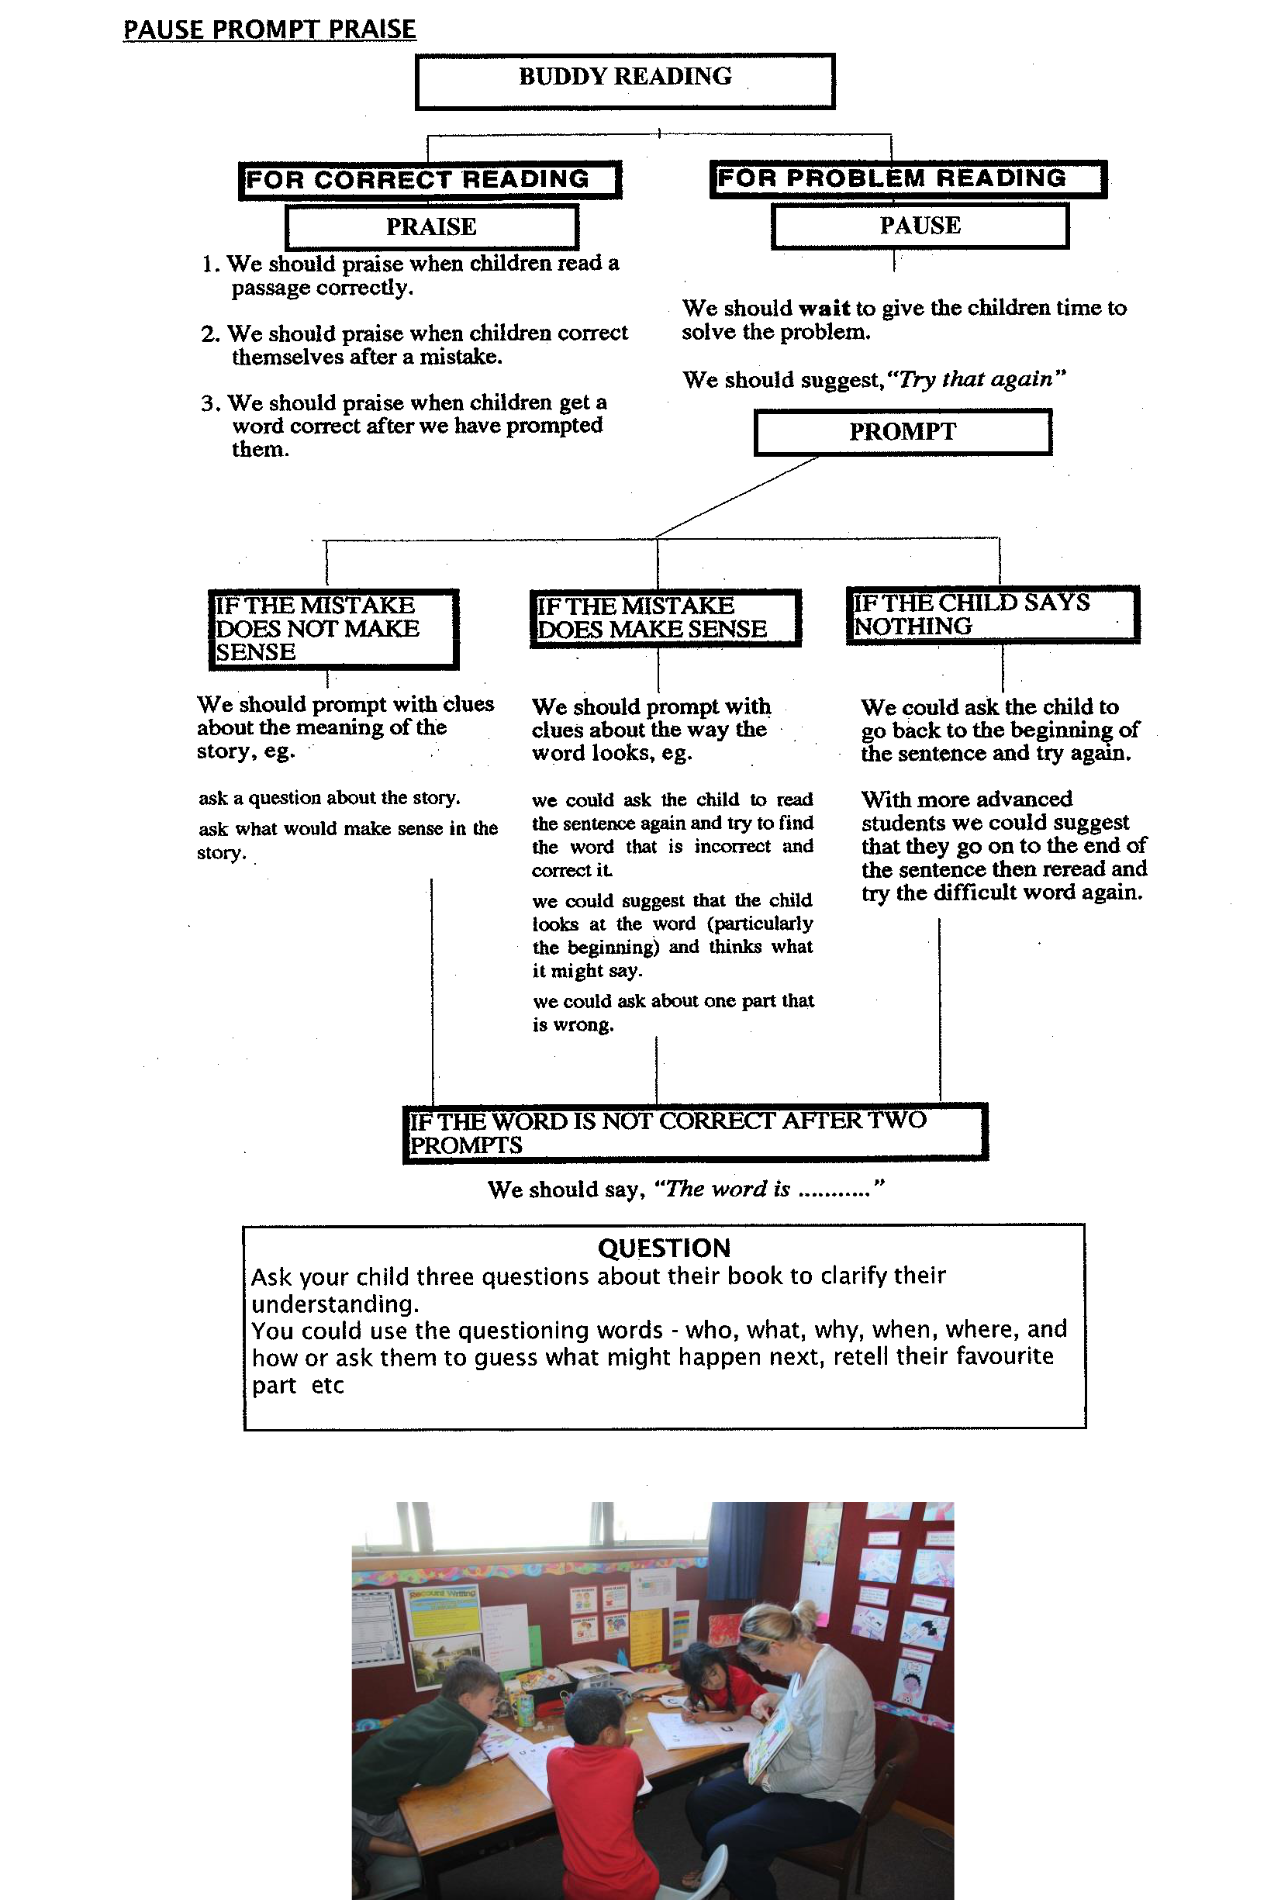 PAUSE PROMPT PRAISE
BUDDY READING
FOR CORRECT READING
PRAISE
1. We should praise when children read a
passage correctly.
2. We should praise when children correct
themselves after a mistake.
3. We should praise when children get a
word correct after we have prompted
them.
FOR PROBLEM READING
PAUSE
We should wait to give the children time to
solve the problem.
We should suggest, "Try that again"
PROMPT
IF THE MISTAKE
DOES NOT MAKE
SENSE
We should prompt with clues
about the meaning of the
story, eg.
ask a question about the story.
ask what would make sense in the
story.
IF THE MISTAKE
DOES MAKE SENSE
We should prompt with
clues about the way the
word looks, eg.
we could ask the child to read
the sentence again and try to find
the word that is incorrect and
correct it.
we could suggest that the child
looks at the word (particularly
the beginning) and thinks what
it might say.
we could ask about one part that
is wrong.
IF THE CHILD SAYS
NOTHING
We could ask the child to
go back to the beginning of
the sentence and try again.
With more advanced
students we could suggest
that they go on to the end of
the sentence then reread and
try the difficult word again.
IF THE WORD IS NOT CORRECT AFTER TWO
PROMPTS
We should say, "The word is ..........."
QUESTION
Ask your child three questions about their book to clarify their
understanding.
You could use the questioning words - who, what, why, when, where, and
how or ask them to guess what might happen next, retell their favourite
part etc
Recount Writing